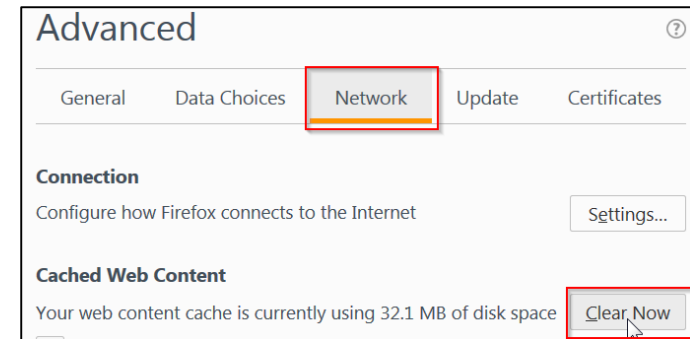 Advanced
?
General Data Choices Network Update Certificates
Connection
Configure how Firefox connects to the Internet Settings...
Cached Web Content
Your web content cache is currently using 32.1 MB of disk space Clear Now